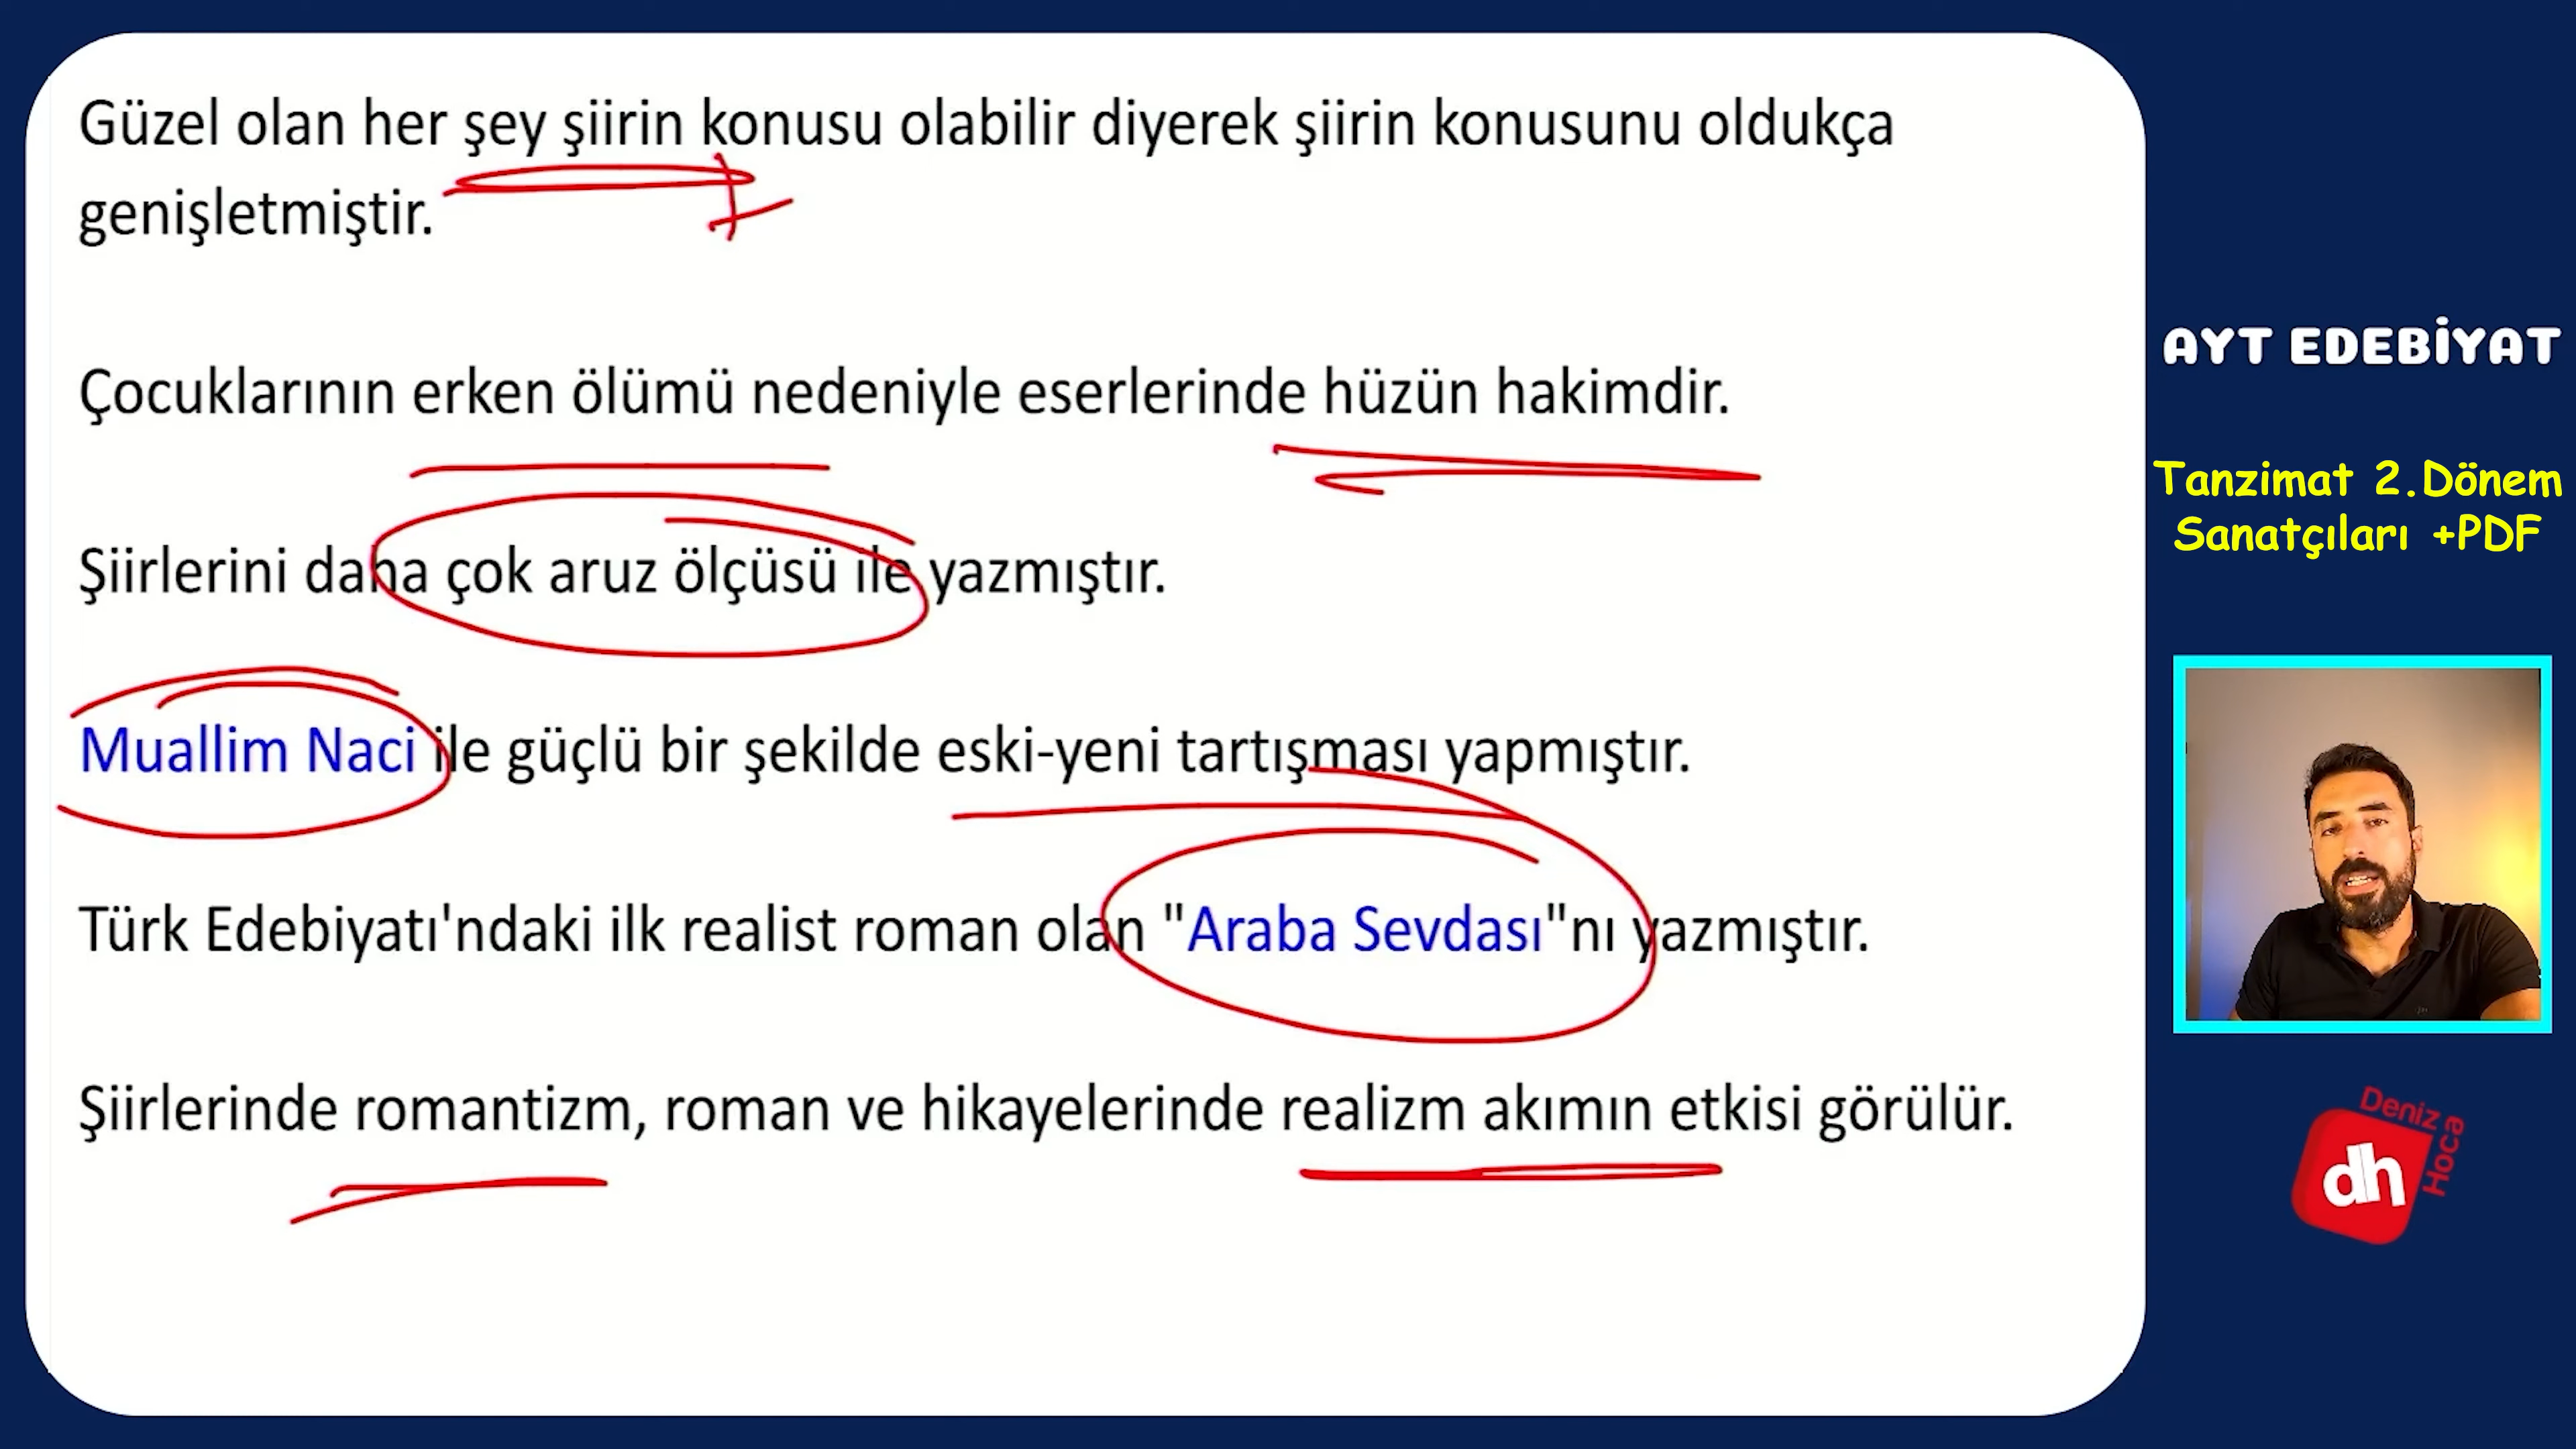 Güzel olan her şey şiirin konusu olabilir diyerek şiirin konusunu oldukça
genişletmiştir.
Çocuklarının erken ölümü nedeniyle eserlerinde hüzün hakimdir.
Şiirlerini daha çok aruz ölçüsü ile yazmıştır.
Muallim Naci ile güçlü bir şekilde eski-yeni tartışması yapmıştır.
Türk Edebiyatı'ndaki ilk realist roman olan "Araba Sevdası"nı yazmıştır.
Şiirlerinde romantizm, roman ve hikayelerinde realizm akımın etkisi görülür.
AYT EDEBİYAT
Tanzimat 2.Dönem
Sanatçıları +PDF
Deniz
Hoca
dh